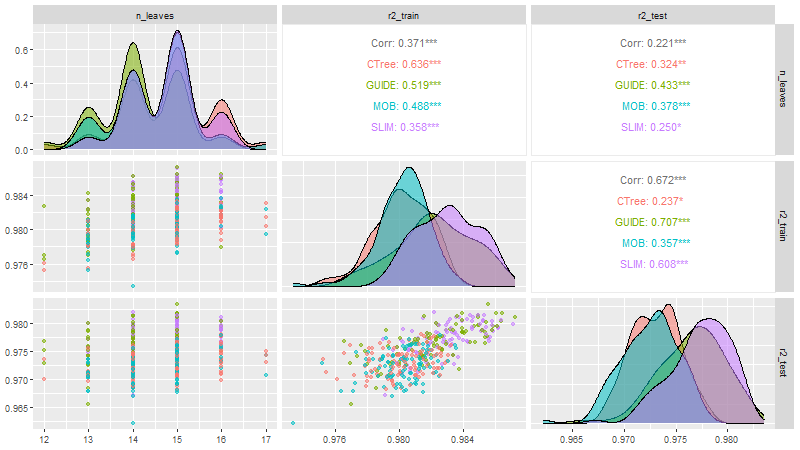 n_leaves r2_train r2_test
0.6
0.4
0.2
0.0
Corr: 0.371***
CTree: 0.636***
GUIDE: 0.519***
MOB: 0.488***
SLIM: 0.358***
Corr: 0.221***
CTree: 0.324**
GUIDE: 0.433***
MOB: 0.378***
SLIM: 0.250*
n_leaves
0.984
0.980
0.976
Corr: 0.672***
CTree: 0.237*
GUIDE: 0.707***
MOB: 0.357***
SLIM: 0.608***
r2_train
0.980
0.975
0.970
0.965
r2_test
12 13 14 15 16 17
0.976 0.980 0.984
0.965 0.970 0.975 0.980